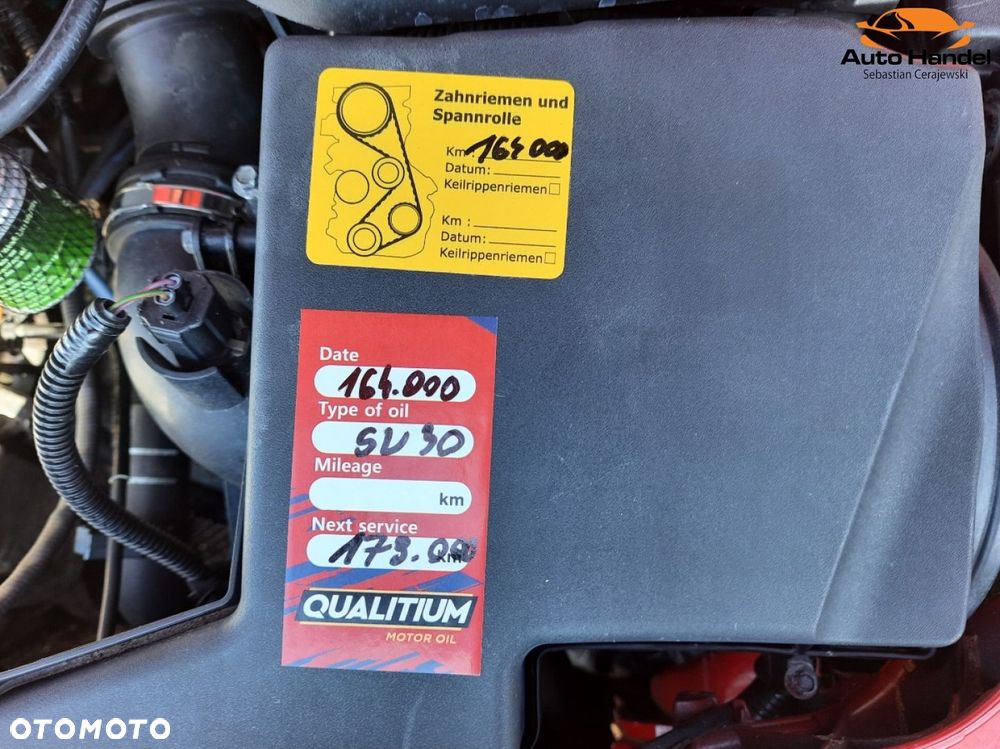 Auto Handel
Sebastian Cerajewski
Zahnriemen und
Spannrolle
Km : 164 000
Datum:
Keilrippenriemen
Km :
Datum:
Keilrippenriemen
Date
164.000
Type of oil
5W30
Mileage
km
Next service
173.000 km
QUALITIUM
MOTOR OIL
OTOMOTO